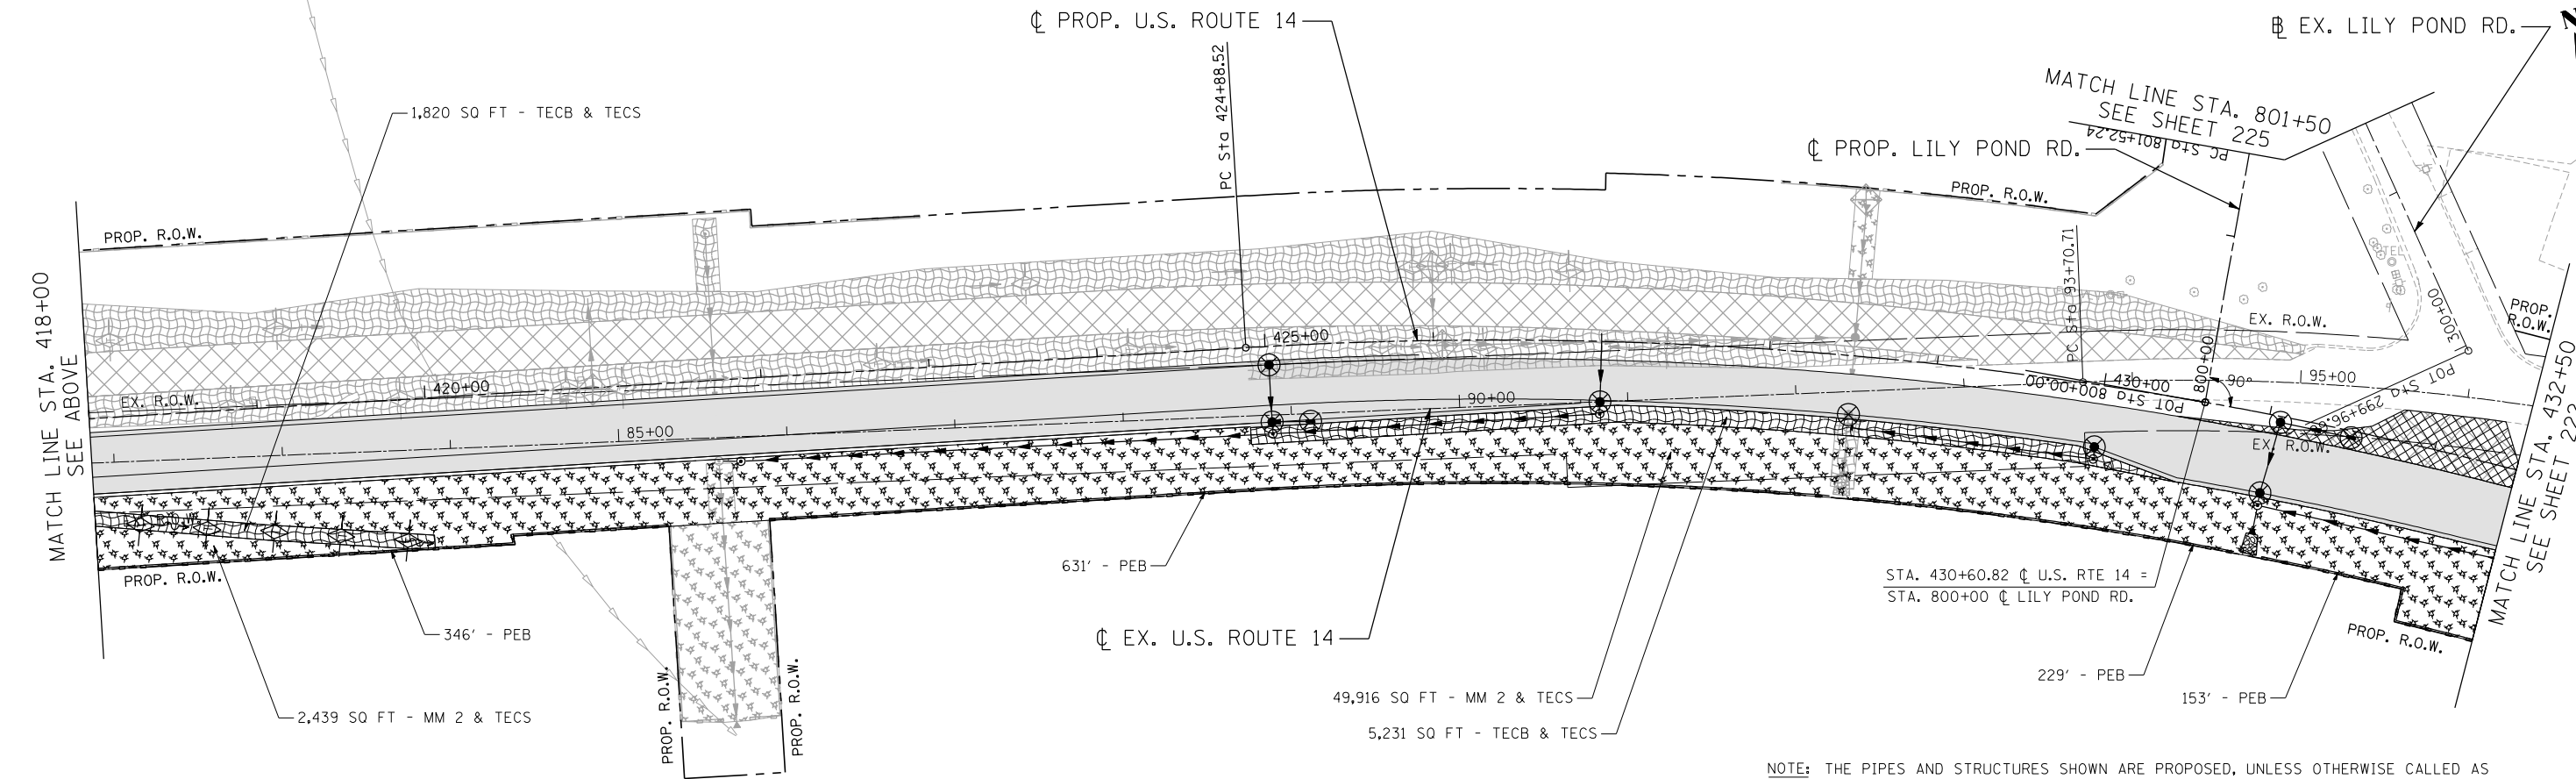 ℄ PROP. U.S. ROUTE 14
℄ EX. LILY POND RD.
PC Sta 424+88.52
MATCH LINE STA. 801+50
SEE SHEET 225
PC Sta 801+52.24
℄ PROP. LILY POND RD.
1,820 SQ FT - TECB & TECS
PROP. R.O.W.
PROP. R.O.W.
PC Sta 93+70.71
TEL
300+00
PROP.
R.O.W.
MATCH LINE STA. 418+00
SEE ABOVE
EX. R.O.W.
420+00
425+00
EX. R.O.W.
800+00
90°
430+00
95+00
POT Sta 800+00.00
POT Sta 299+96.66
85+00
90+00
EX. R.O.W.
EX. R.O.W.
MATCH LINE STA. 432+50
PROP. R.O.W.
346' - PEB
631' - PEB
STA. 430+60.82 ℄ U.S. RTE 14 =
STA. 800+00 ℄ LILY POND RD.
℄ EX. U.S. ROUTE 14
PROP. R.O.W.
PROP. R.O.W.
PROP. R.O.W.
229' - PEB
153' - PEB
2,439 SQ FT - MM 2 & TECS
49,916 SQ FT - MM 2 & TECS
5,231 SQ FT - TECB & TECS
NOTE: THE PIPES AND STRUCTURES SHOWN ARE PROPOSED, UNLESS OTHERWISE CALLED AS